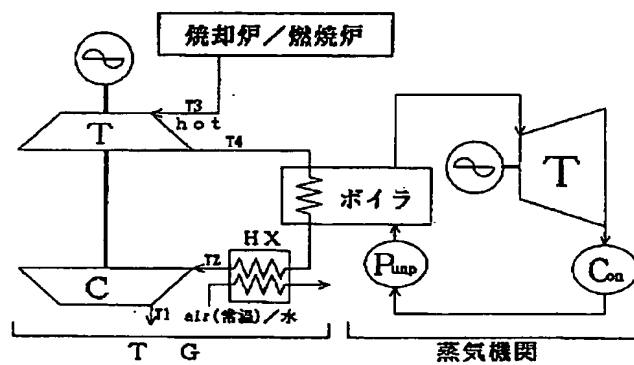 焼却炉／燃焼炉
T3
hot
T
T4
ボイラ
T
HX
T2
Pump
Con
C
T1
air(常温)／水
T G
蒸気機関